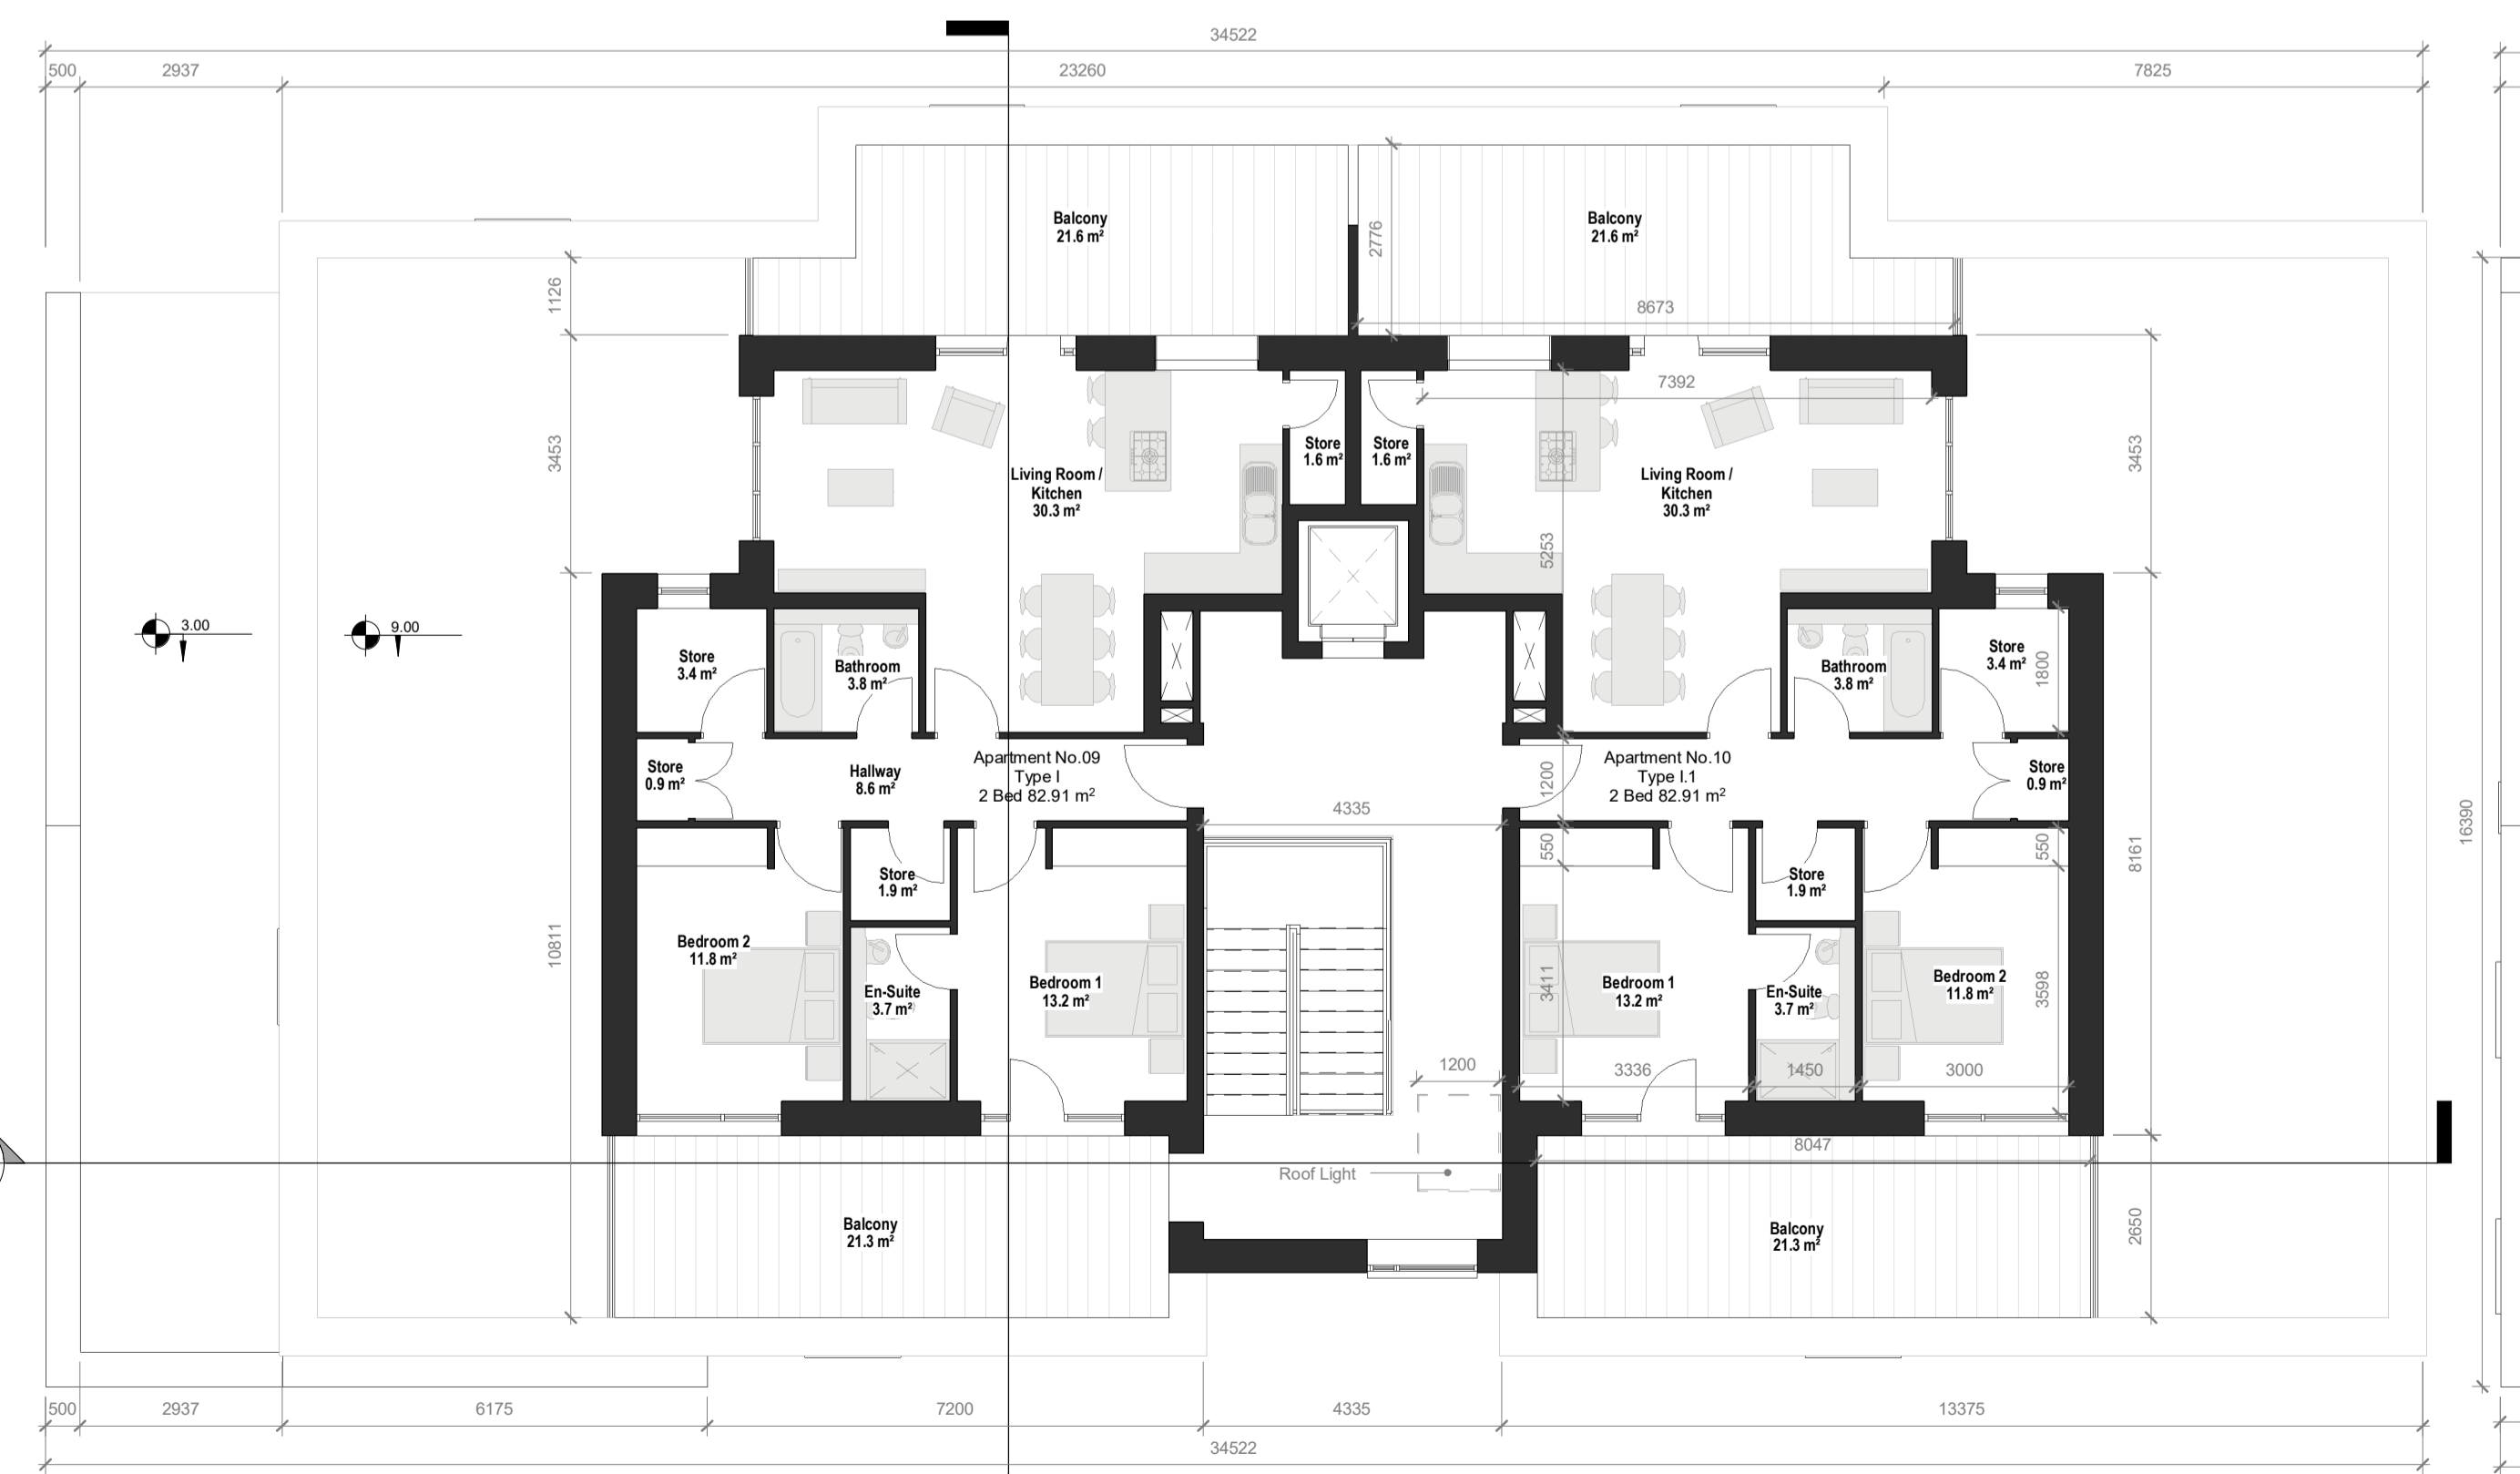 34522
500
2937
23260
7825
Balcony
21.6 m²
Balcony
21.6 m²
2776
1126
8673
7392
3453
Store
1.6 m²
Store
1.6 m²
3453
Living Room /
Kitchen
30.3 m²
Living Room /
Kitchen
30.3 m²
5253
3.00
9.00
Store
3.4 m²
Bathroom
3.8 m²
Bathroom
3.8 m²
Store
3.4 m²
1800
Store
0.9 m²
Hallway
8.6 m²
Apartment No.09
Type I
2 Bed 82.91 m²
4335
1200
Apartment No.10
Type I.1
2 Bed 82.91 m²
Store
0.9 m²
16390
550
550
8161
Store
1.9 m²
Store
1.9 m²
10811
Bedroom 2
11.8 m²
En-Suite
3.7 m²
Bedroom 1
13.2 m²
3411
Bedroom 1
13.2 m²
En-Suite
3.7 m²
Bedroom 2
11.8 m²
3598
1200
3336
1450
3000
8047
Roof Light
Balcony
21.3 m²
Balcony
21.3 m²
2650
500
2937
6175
7200
4335
13375
34522